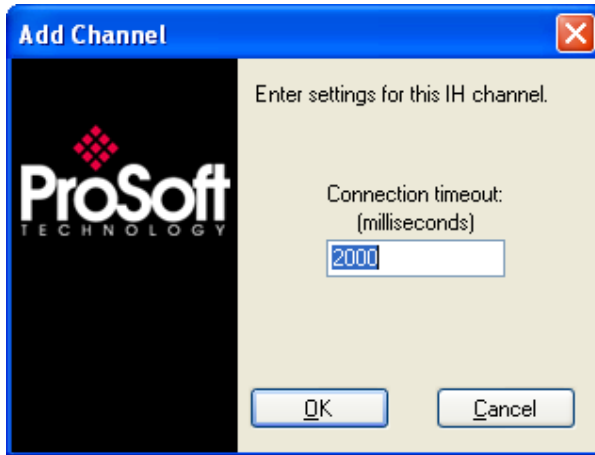 Add Channel
Enter settings for this IH channel.
ProSoft
TECHNOLOGY
Connection timeout:
(milliseconds)
2000
OK
Cancel